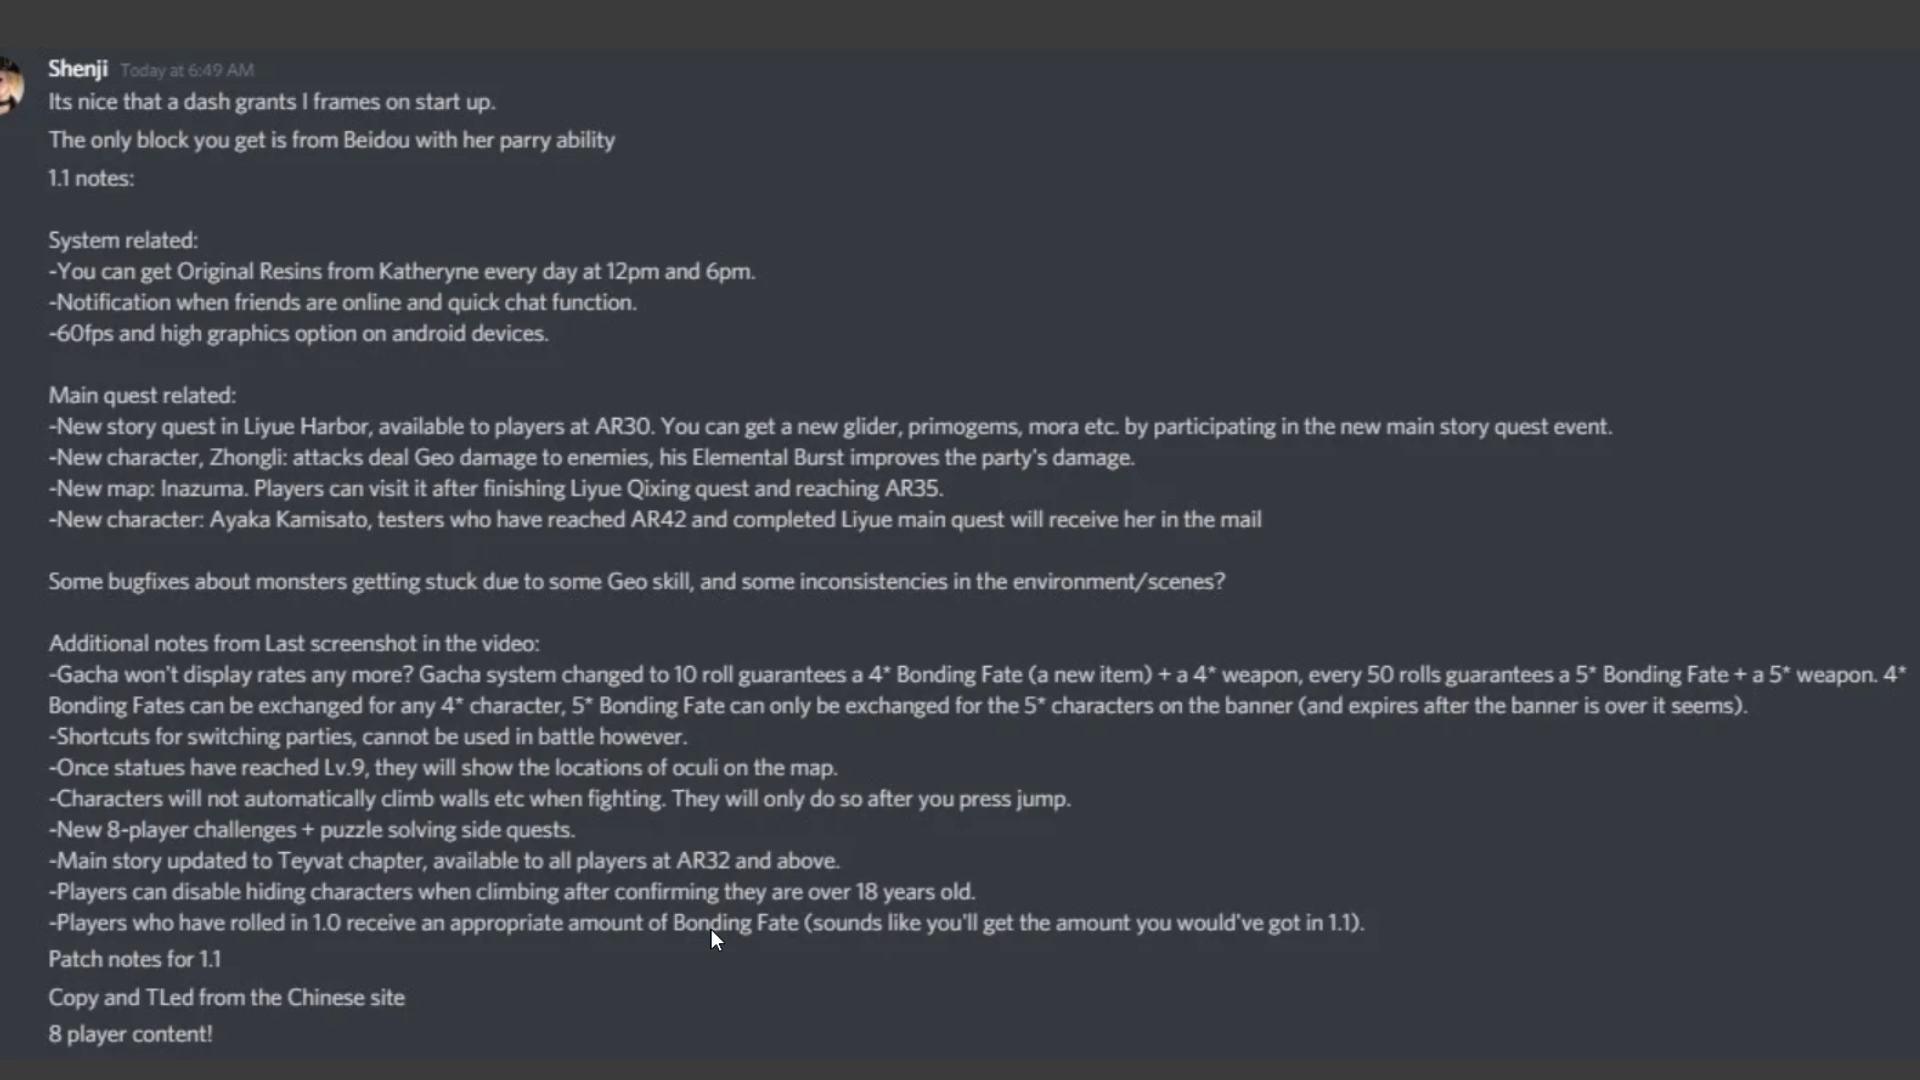 Shenji Today at 6:49 AM
Its nice that a dash grants I frames on start up.
The only block you get is from Beidou with her parry ability
1.1 notes:
System related:
-You can get Original Resins from Katheryne every day at 12pm and 6pm.
-Notification when friends are online and quick chat function.
-60fps and high graphics option on android devices.
Main quest related:
-New story quest in Liyue Harbor, available to players at AR30. You can get a new glider, primogems, mora etc. by participating in the new main story quest event.
-New character, Zhongli: attacks deal Geo damage to enemies, his Elemental Burst improves the party's damage.
-New map: Inazuma. Players can visit it after finishing Liyue Qixing quest and reaching AR35.
-New character: Ayaka Kamisato, testers who have reached AR42 and completed Liyue main quest will receive her in the mail
Some bugfixes about monsters getting stuck due to some Geo skill, and some inconsistencies in the environment/scenes?
Additional notes from Last screenshot in the video:
-Gacha won't display rates any more? Gacha system changed to 10 roll guarantees a 4* Bonding Fate (a new item) + a 4* weapon, every 50 rolls guarantees a 5* Bonding Fate + a 5* weapon. 4*
Bonding Fates can be exchanged for any 4* character, 5* Bonding Fate can only be exchanged for the 5* characters on the banner (and expires after the banner is over it seems).
-Shortcuts for switching parties, cannot be used in battle however.
-Once statues have reached Lv.9, they will show the locations of oculi on the map.
-Characters will not automatically climb walls etc when fighting. They will only do so after you press jump.
-New 8-player challenges + puzzle solving side quests.
-Main story updated to Teyvat chapter, available to all players at AR32 and above.
-Players can disable hiding characters when climbing after confirming they are over 18 years old.
-Players who have rolled in 1.0 receive an appropriate amount of Bonding Fate (sounds like you'll get the amount you would've got in 1.1).
Patch notes for 1.1
Copy and TLed from the Chinese site
8 player content!